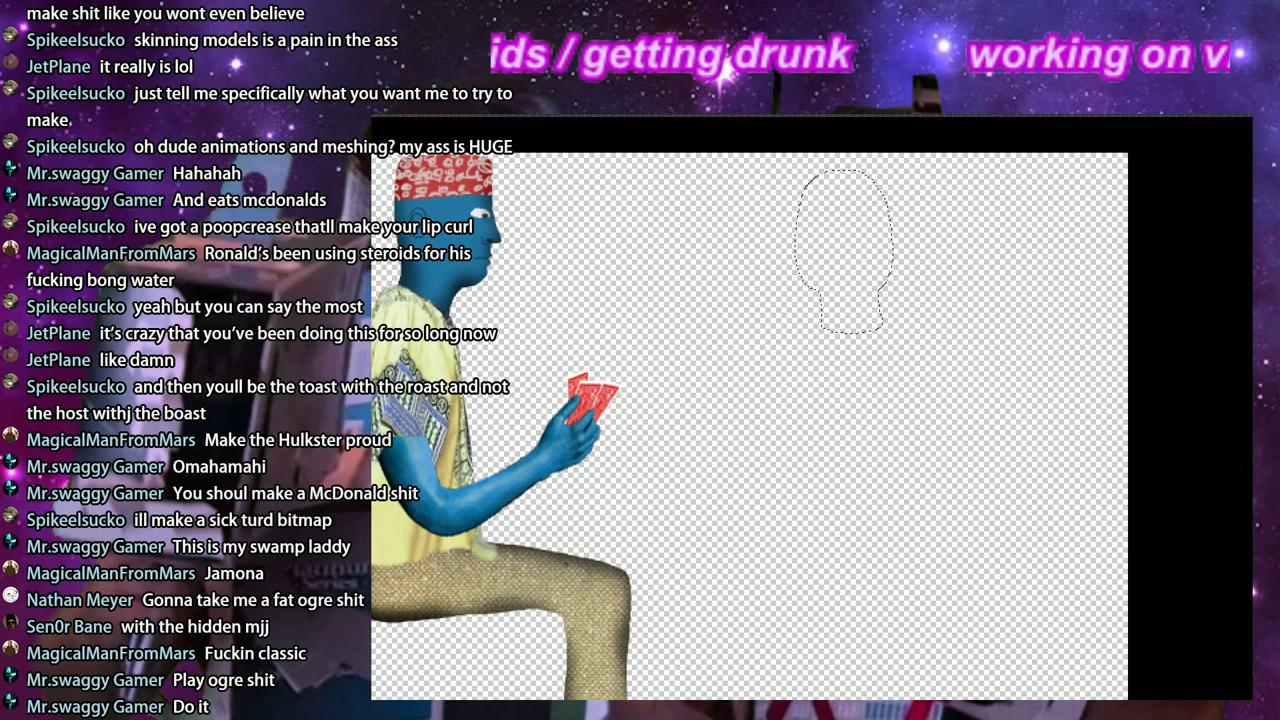 make shit like you wont even believe
Spikeelsucko skinning models is a pain in the ass
JetPlane it really is lol
Spikeelsucko just tell me specifically what you want me to try to
make
Spikeelsucko oh dude animations and meshing? my ass is HUGE
Mr.swaggy Gamer Hahahah
Mr.swaggy Gamer And eats mcdonalds
Spikeelsucko ive got a poopcrease thatll make your lip curl
MagicalManFromMars Ronald's been using steroids for his
fucking bong water
Spikeelsucko yeah but you can say the most
JetPlane it's crazy that you've been doing this for so long now
JetPlane like damn
Spikeelsucko and then youll be the toast with the roast and not
the host withj the boast
MagicalManFromMars Make the Hulkster proud
Mr.swaggy Gamer Omahamahi
Mr.swaggy Gamer You shoul make a McDonald shit
Spikeelsucko ill make a sick turd bitmap
Mr.swaggy Gamer This is my swamp laddy
MagicalManFromMars Jamona
Nathan Meyer Gonna take me a fat ogre shit
Sen0r Bane with the hidden mjj
MagicalManFromMars Fuckin classic
Mr.swaggy Gamer Play ogre shit
Mr.swaggy Gamer Do it
ids / getting drunk working on v